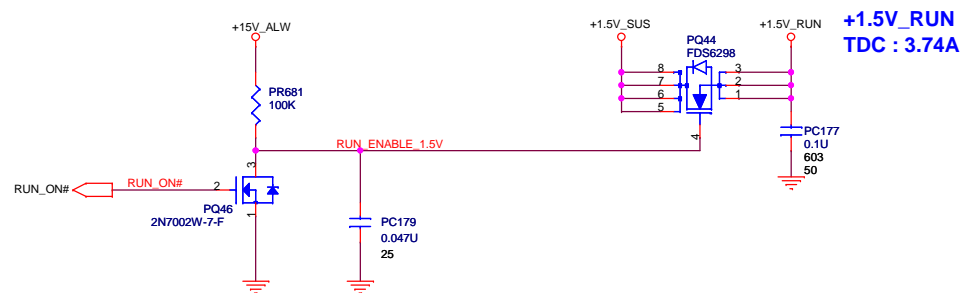 +1.5V_RUN
TDC : 3.74A
+15V_ALW
+1.5V_SUS
+1.5V_RUN
PQ44
FDS6298
8
7
6
5
3
2
1
4
PR681
100K
RUN_ENABLE_1.5V
PC177
0.1U
603
50
3
RUN_ON#
RUN_ON#
2
1
PQ46
2N7002W-7-F
PC179
0.047U
25